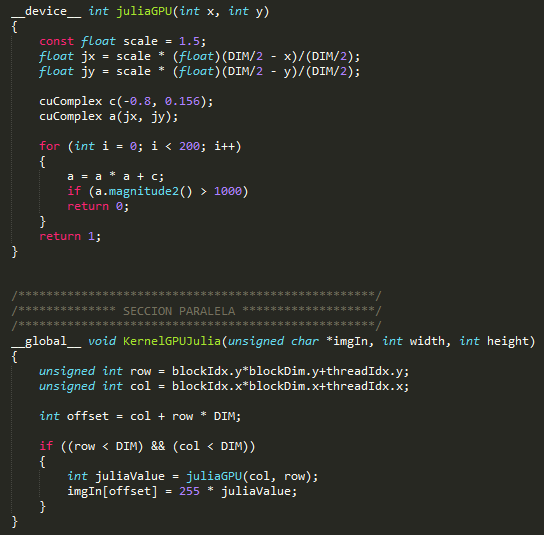 __device__ int juliaGPU(int x, int y)
{
    const float scale = 1.5;
    float jx = scale * (float)(DIM/2 - x)/(DIM/2);
    float jy = scale * (float)(DIM/2 - y)/(DIM/2);

    cuComplex c(-0.8, 0.156);
    cuComplex a(jx, jy);

    for (int i = 0; i < 200; i++)
    {
        a = a * a + c;
        if (a.magnitude2() > 1000)
        return 0;
    }
    return 1;
}

/***************************************************/
/************** SECCION PARALELA *******************/
/***************************************************/
__global__ void KernelGPUJulia(unsigned char *imgIn, int width, int height)
{
    unsigned int row = blockIdx.y*blockDim.y+threadIdx.y;
    unsigned int col = blockIdx.x*blockDim.x+threadIdx.x;

    int offset = col + row * DIM;

    if ((row < DIM) && (col < DIM))
    {
        int juliaValue = juliaGPU(col, row);
        imgIn[offset] = 255 * juliaValue;
    }
}